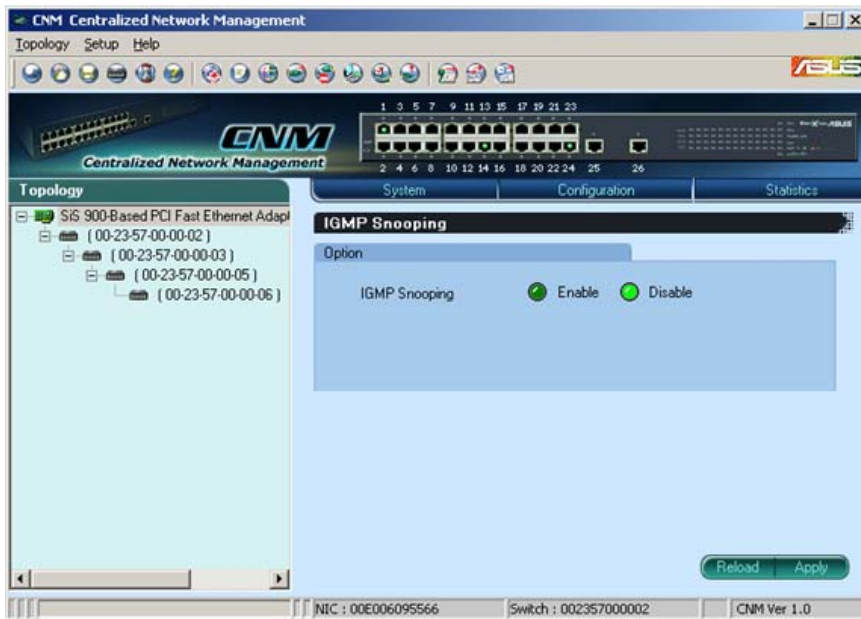 CNM Centralized Network Management
Topology Setup Help
ASUS
CNM
Centralized Network Management
1 3 5 7 9 11 13 15 17 19 21 23
2 4 6 8 10 12 14 16 18 20 22 24 25 26
Topology
System Configuration Statistics
SiS 900-Based PCI Fast Ethernet Adapt
( 00-23-57-00-00-02 )
( 00-23-57-00-00-03 )
( 00-23-57-00-00-05 )
( 00-23-57-00-00-06 )
IGMP Snooping
Option
IGMP Snooping Enable Disable
Reload Apply
NIC : 00E006095566 Switch : 002357000002 CNM Ver 1.0